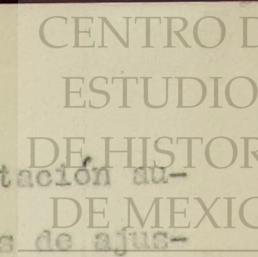 CENTRO D
ESTUDIO
DE HISTOR
tación au-
DE MEXIC
s de ajus-